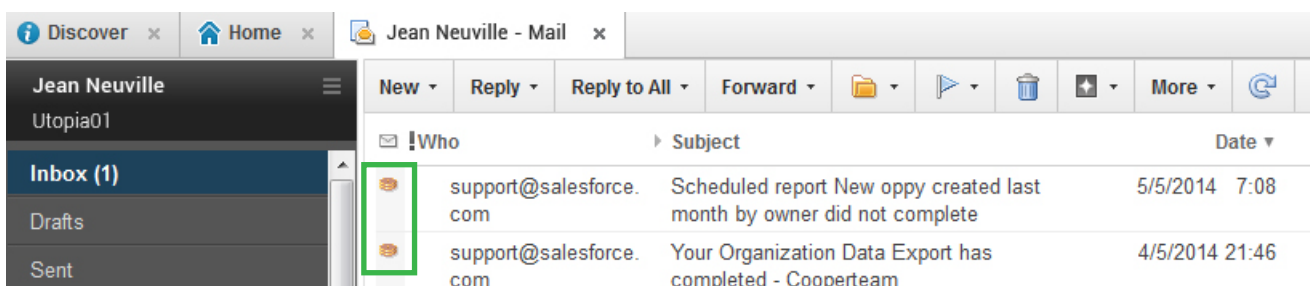 Discover × Home × Jean Neuville - Mail ×
Jean Neuville
Utopia01
New Reply Reply to All Forward More
! Who Subject Date
Inbox (1)
Drafts
Sent
support@salesforce. Scheduled report New oppy created last 5/5/2014 7:08
com month by owner did not complete
support@salesforce. Your Organization Data Export has 4/5/2014 21:46
com completed - Cooperteam